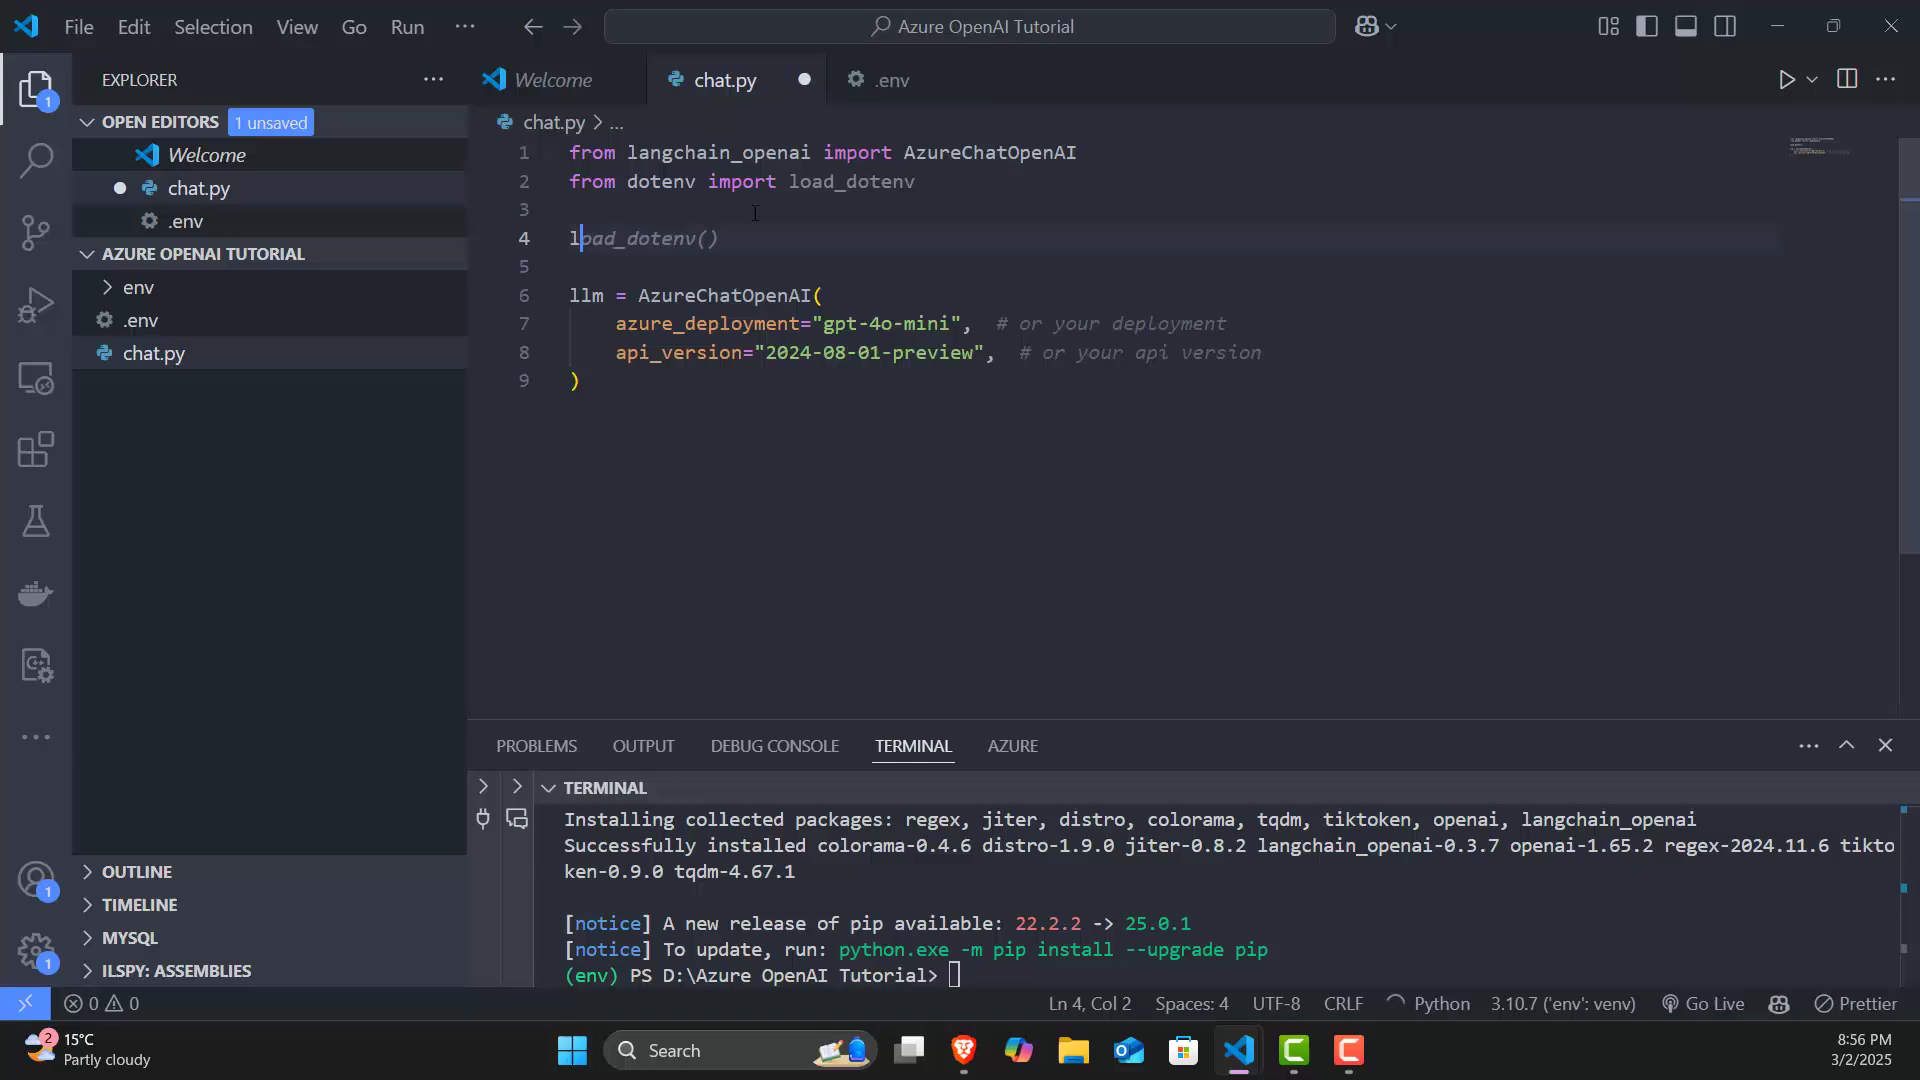 File Edit Selection View Go Run ··· Azure OpenAI Tutorial
EXPLORER
OPEN EDITORS 1 unsaved
Welcome
chat.py
.env
AZURE OPENAI TUTORIAL
env
.env
chat.py
OUTLINE
TIMELINE
MYSQL
ILSPY: ASSEMBLIES
Welcome chat.py .env
chat.py > ...
1 from langchain_openai import AzureChatOpenAI
2 from dotenv import load_dotenv
3
4 load_dotenv()
5
6 llm = AzureChatOpenAI(
7 azure_deployment="gpt-4o-mini", # or your deployment
8 api_version="2024-08-01-preview", # or your api version
9 )
PROBLEMS OUTPUT DEBUG CONSOLE TERMINAL AZURE
TERMINAL
Installing collected packages: regex, jiter, distro, colorama, tqdm, tiktoken, openai, langchain_openai
Successfully installed colorama-0.4.6 distro-1.9.0 jiter-0.8.2 langchain_openai-0.3.7 openai-1.65.2 regex-2024.11.6 tikto
ken-0.9.0 tqdm-4.67.1
[notice] A new release of pip available: 22.2.2 -> 25.0.1
[notice] To update, run: python.exe -m pip install --upgrade pip
(env) PS D:\Azure OpenAI Tutorial>
1
1
1
0 0 Ln 4, Col 2 Spaces: 4 UTF-8 CRLF Python 3.10.7 ('env': venv) Go Live Prettier
2 15°C
Partly cloudy
Search
8:56 PM
3/2/2025